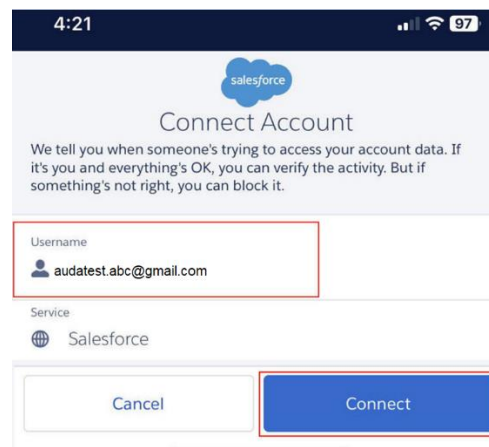 4:21
97
salesforce
Connect Account
We tell you when someone's trying to access your account data. If
it's you and everything's OK, you can verify the activity. But if
something's not right, you can block it.
Username
audatest.abc@gmail.com
Service
Salesforce
Cancel
Connect